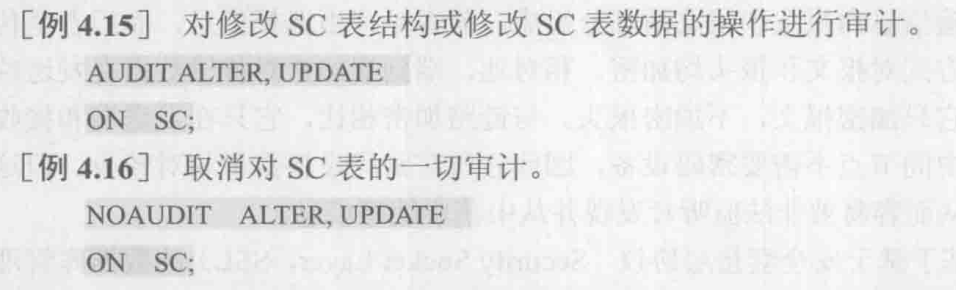 [例4.15] 对修改 SC 表结构或修改 SC 表数据的操作进行审计。
AUDIT ALTER, UPDATE
ON SC;
[例4.16] 取消对 SC 表的一切审计。
NOAUDIT ALTER, UPDATE
ON SC;